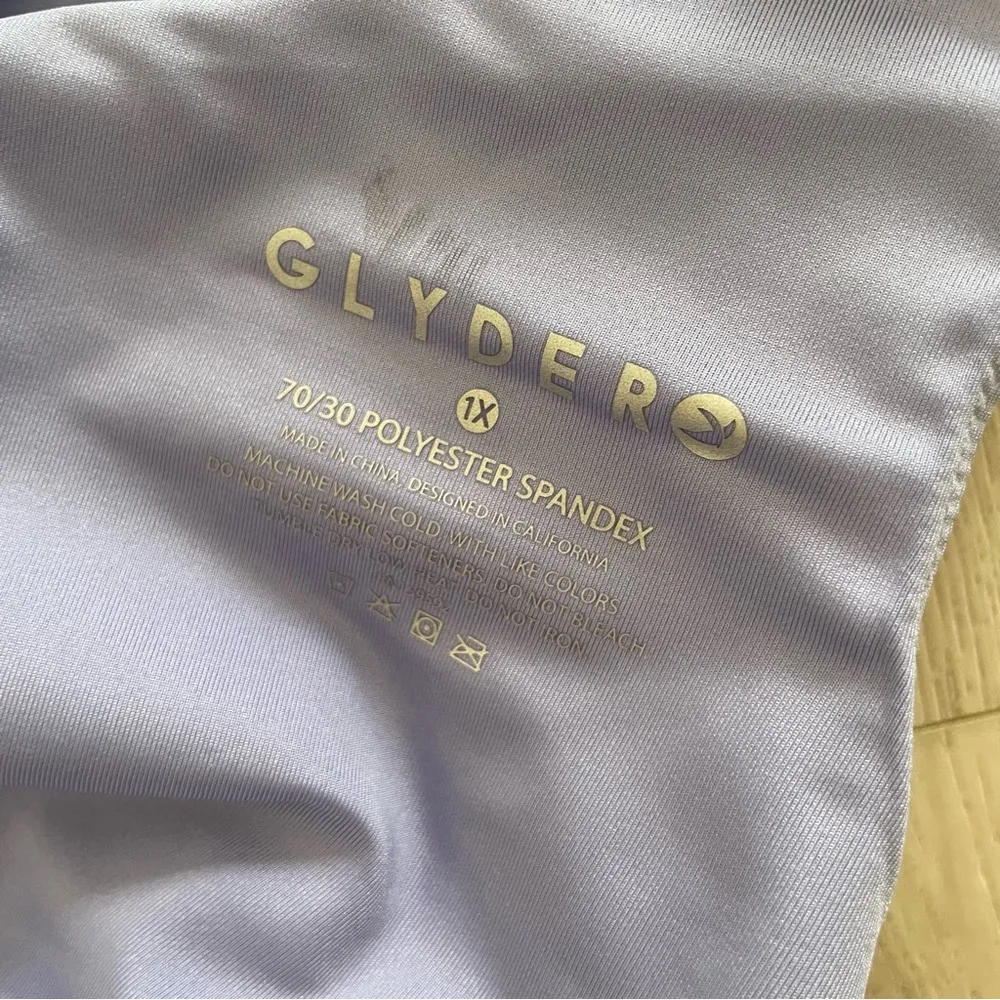 GLYDER
1X
70/30 POLYESTER SPANDEX
MADE IN CHINA, DESIGNED IN CALIFORNIA
MACHINE WASH COLD WITH LIKE COLORS
DO NOT USE FABRIC SOFTENERS, DO NOT BLEACH
TUMBLE DRY LOW HEAT DO NOT IRON